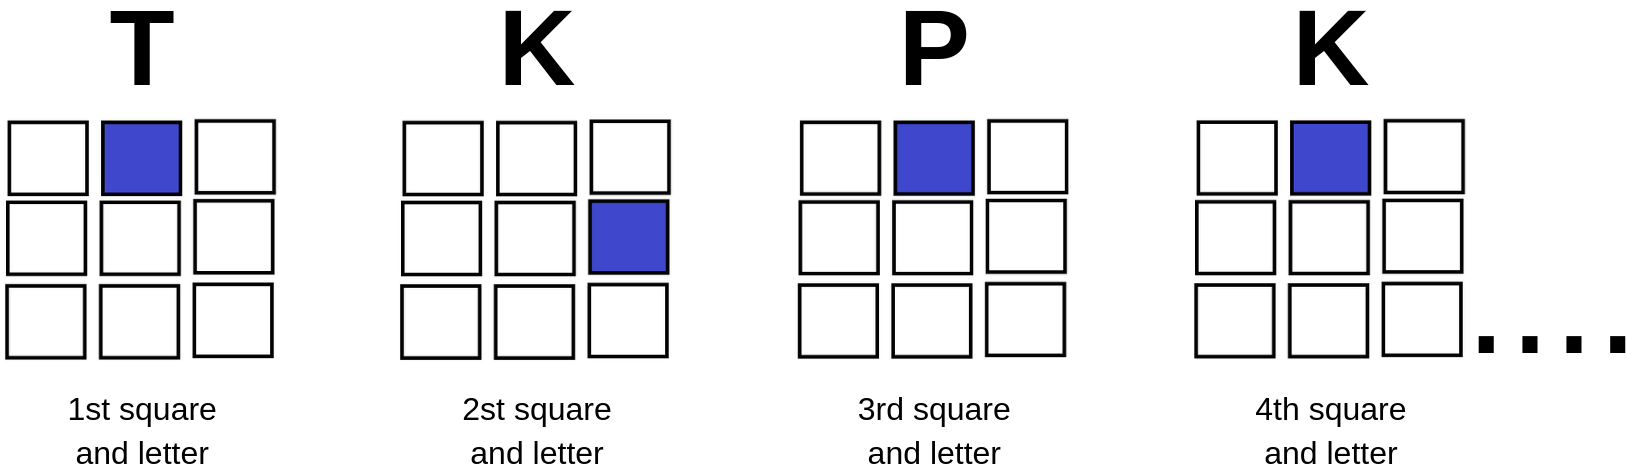 T K P K
....
1st square 2st square 3rd square 4th square
and letter and letter and letter and letter